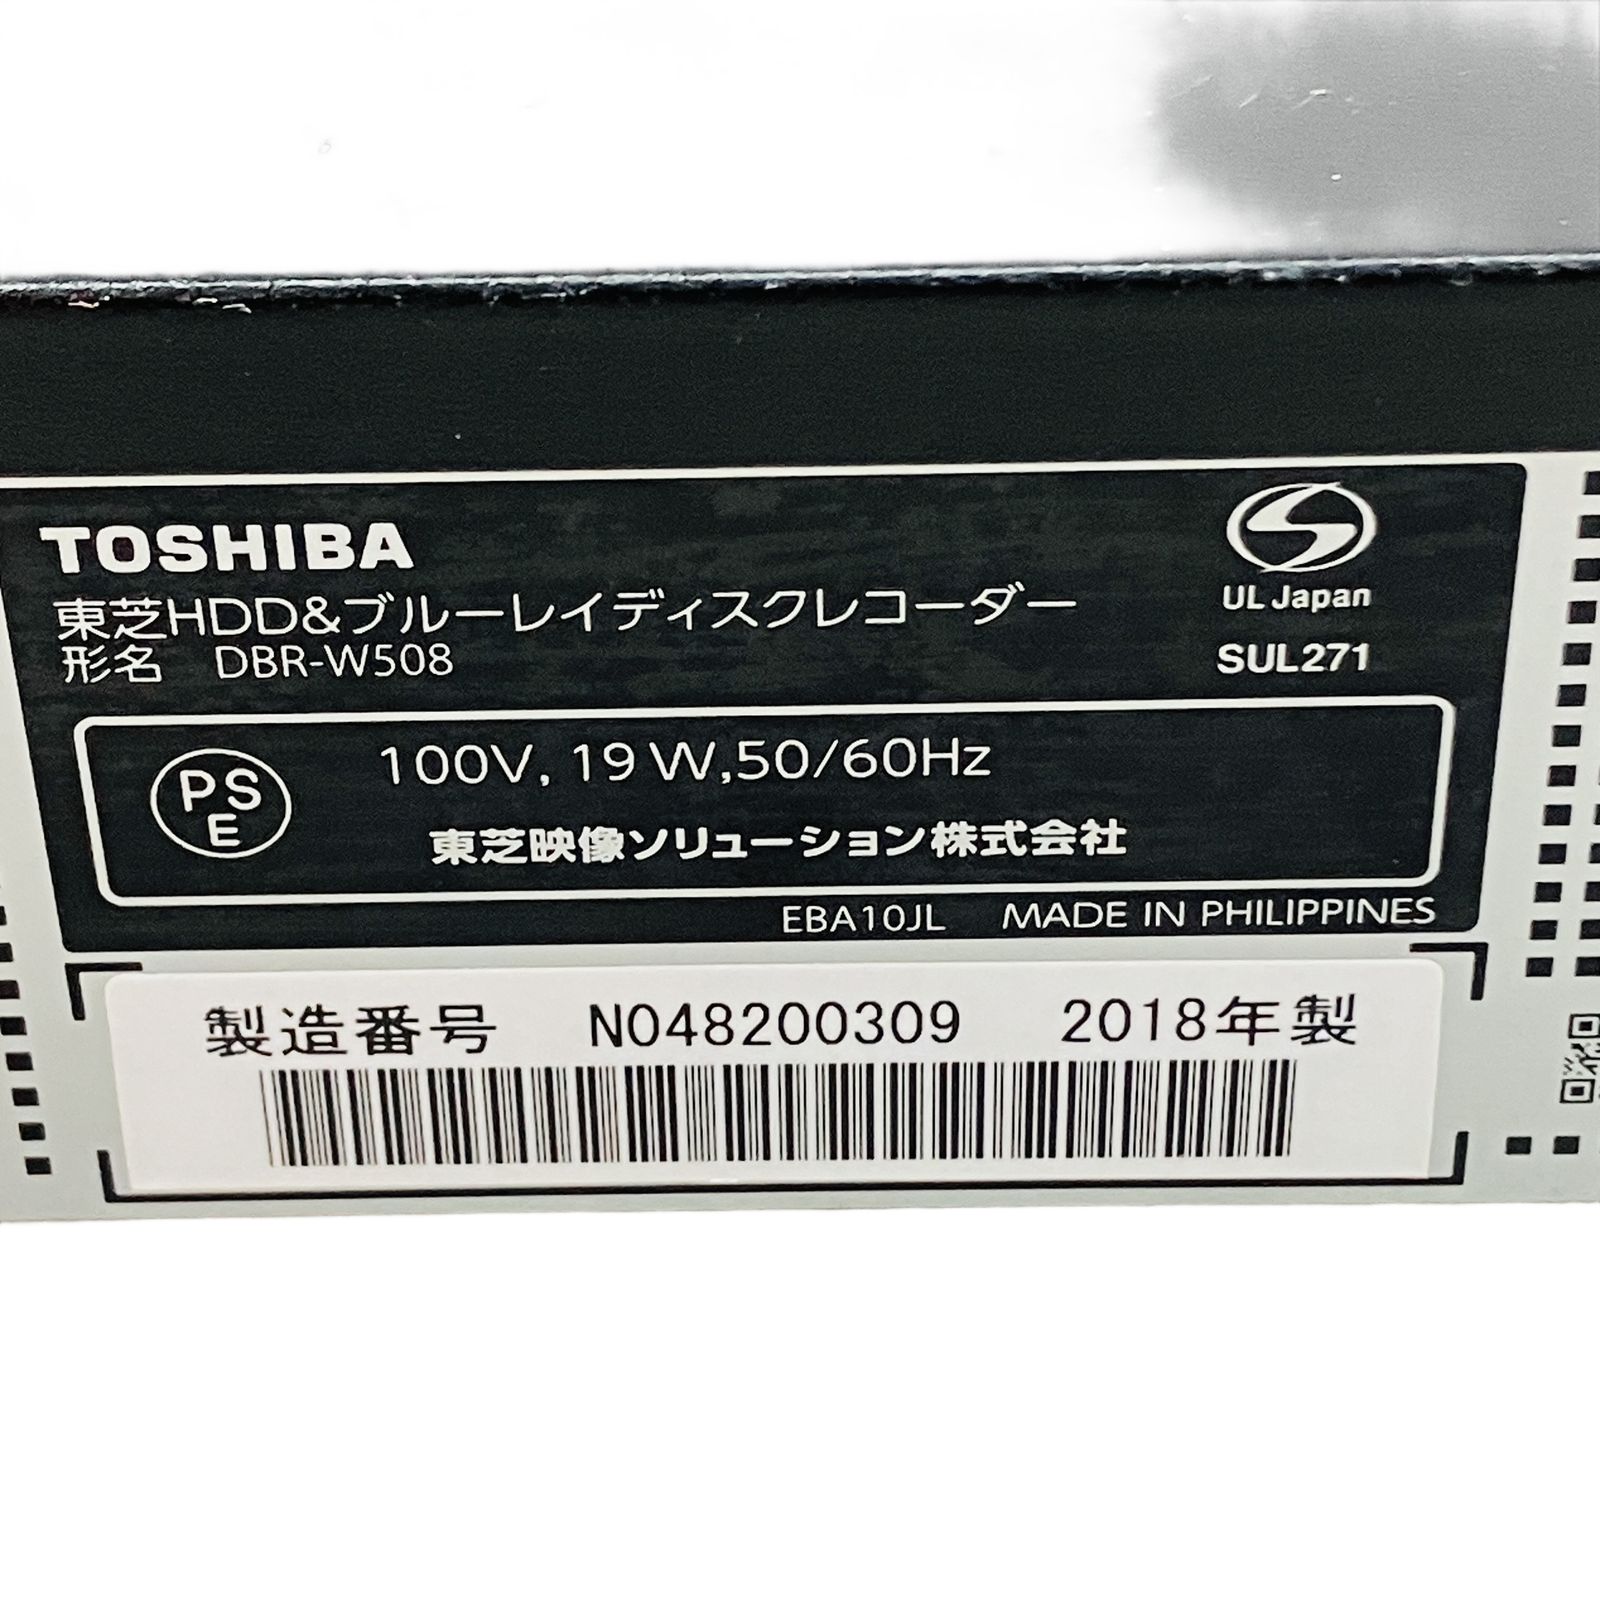 TOSHIBA
東芝HDD&ブルーレイディスクレコーダー
形名 DBR-W508
UL Japan
SUL271
PS
E
100V, 19W,50/60Hz
東芝映像ソリューション株式会社
EBA10JL MADE IN PHILIPPINES
製造番号 N048200309 2018年製